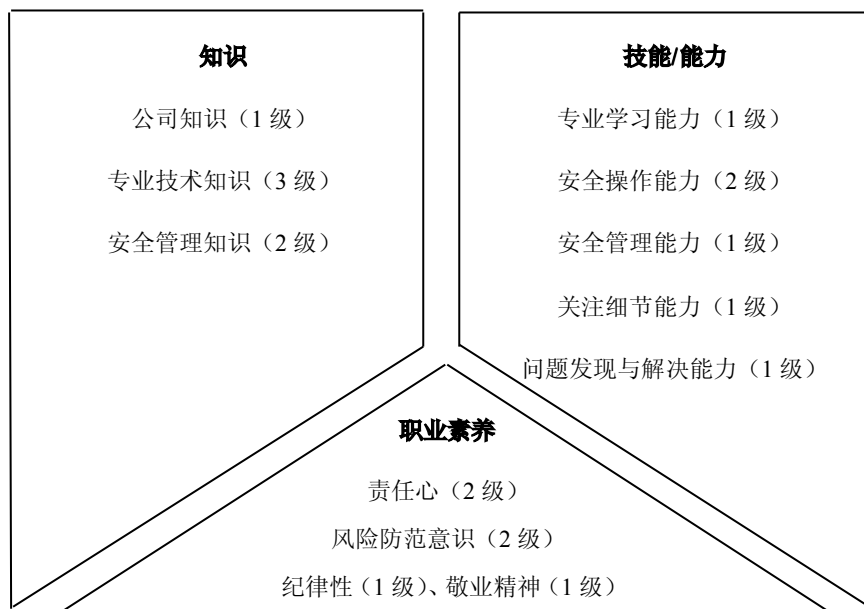 知识
公司知识（1 级）
专业技术知识（3 级）
安全管理知识（2 级）
技能/能力
专业学习能力（1 级）
安全操作能力（2 级）
安全管理能力（1 级）
关注细节能力（1 级）
问题发现与解决能力（1 级）
职业素养
责任心（2 级）
风险防范意识（2 级）
纪律性（1 级）、敬业精神（1 级）